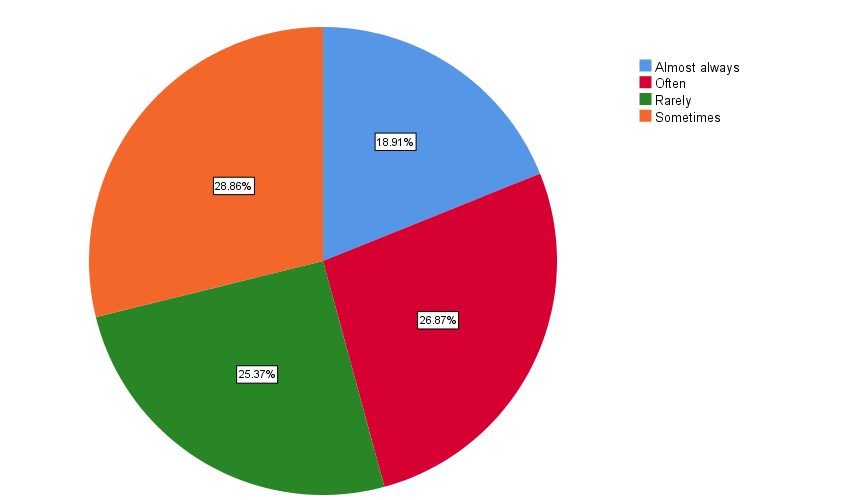 Almost always
Often
Rarely
Sometimes
18.91%
28.86%
26.87%
25.37%